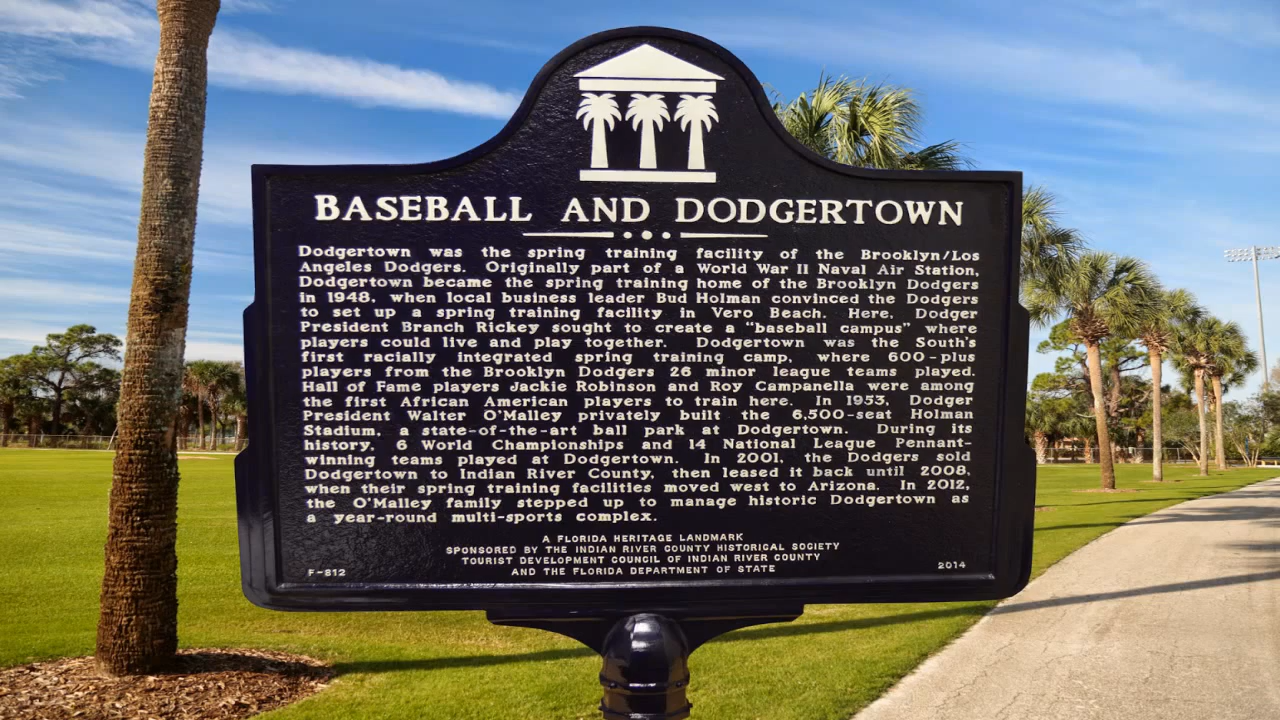 BASEBALL AND DODGERTOWN
Dodgertown was the spring training facility of the Brooklyn/Los
Angeles Dodgers. Originally part of a World War II Naval Air Station,
Dodgertown became the spring training home of the Brooklyn Dodgers
in 1948, when local business leader Bud Holman convinced the Dodgers
to set up a spring training facility in Vero Beach. Here, Dodger
President Branch Rickey sought to create a "baseball campus" where
players could live and play together. Dodgertown was the South's
first racially integrated spring training camp, where 600-plus
players from the Brooklyn Dodgers 26 minor league teams played.
Hall of Fame players Jackie Robinson and Roy Campanella were among
the first African American players to train here. In 1953, Dodger
President Walter O'Malley privately built the 6,500-seat Holman
Stadium, a state-of-the-art ball park at Dodgertown. During its
history, 6 World Championships and 14 National League Pennant-
winning teams played at Dodgertown. In 2001, the Dodgers sold
Dodgertown to Indian River County, then leased it back until 2008,
when their spring training facilities moved west to Arizona. In 2012,
the O'Malley family stepped up to manage historic Dodgertown as
a year-round multi-sports complex.
A FLORIDA HERITAGE LANDMARK
SPONSORED BY THE INDIAN RIVER COUNTY HISTORICAL SOCIETY
TOURIST DEVELOPMENT COUNCIL OF INDIAN RIVER COUNTY
AND THE FLORIDA DEPARTMENT OF STATE
F-812
2014